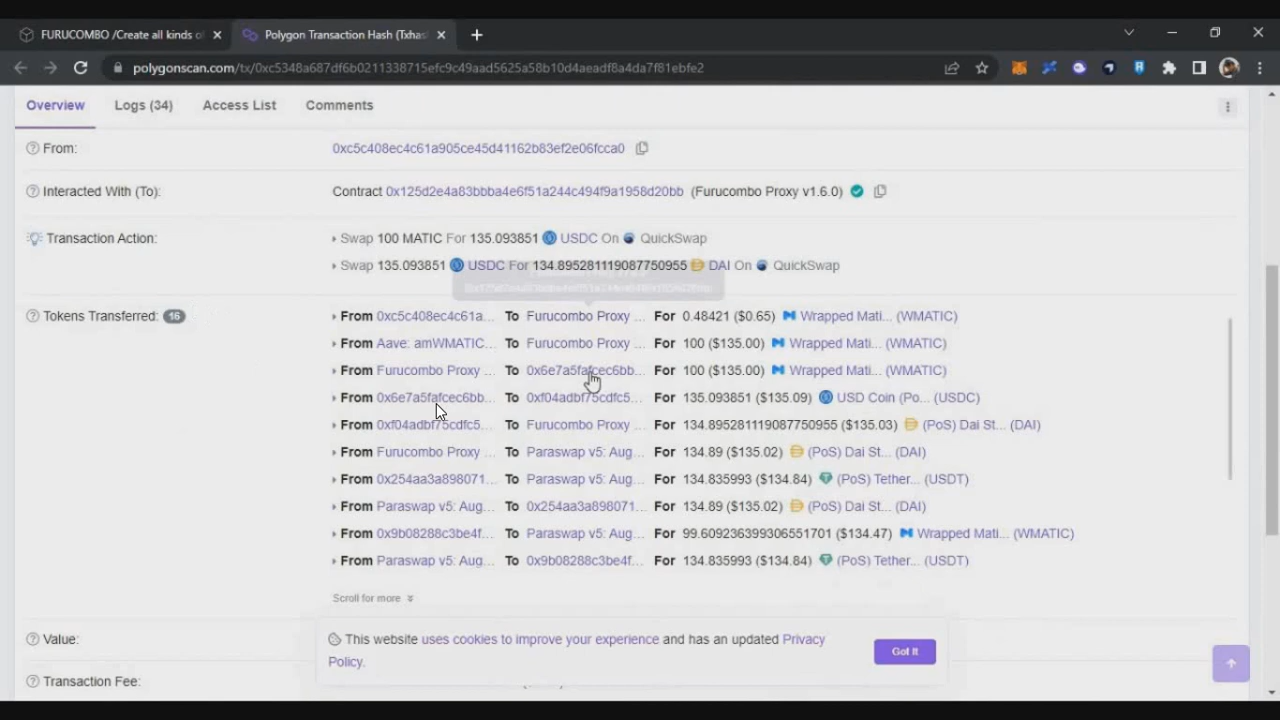 FURUCOMBO /Create all kinds of
Polygon Transaction Hash (Txhas
polygonscan.com/tx/0xc5348a687df6b0211338715efc9c49aad5625a58b10d4aeadf8a4da7f81ebfe2
Overview Logs (34) Access List Comments
From: 0xc5c408ec4c61a905ce45d41162b83ef2e06fcca0
Interacted With (To): Contract 0x125d2e4a83bbba4e6f51a244c494f9a1958d20bb (Furucombo Proxy v1.6.0)
Transaction Action: Swap 100 MATIC For 135.093851 USDC On QuickSwap
Swap 135.093851 USDC For 134.895281119087750955 DAI On QuickSwap
Tokens Transferred: 16 From 0xc5c408ec4c61a... To Furucombo Proxy ... For 0.48421 ($0.65) Wrapped Mati... (WMATIC)
From Aave: amWMATIC... To Furucombo Proxy ... For 100 ($135.00) Wrapped Mati... (WMATIC)
From Furucombo Proxy ... To 0x6e7a5fafcec6bb... For 100 ($135.00) Wrapped Mati... (WMATIC)
From 0x6e7a5fafcec6bb... To 0xf04adbf75cdfc5... For 135.093851 ($135.09) USD Coin (Po... (USDC)
From 0xf04adbf75cdfc5... To Furucombo Proxy ... For 134.895281119087750955 ($135.03) (PoS) Dai St... (DAI)
From Furucombo Proxy ... To Paraswap v5: Aug... For 134.89 ($135.02) (PoS) Dai St... (DAI)
From 0x254aa3a898071... To Paraswap v5: Aug... For 134.835993 ($134.84) (PoS) Tether... (USDT)
From Paraswap v5: Aug... To 0x254aa3a898071... For 134.89 ($135.02) (PoS) Dai St... (DAI)
From 0x9b08288c3be4f... To Paraswap v5: Aug... For 99.609236399306551701 ($134.47) Wrapped Mati... (WMATIC)
From Paraswap v5: Aug... To 0x9b08288c3be4f... For 134.835993 ($134.84) (PoS) Tether... (USDT)
Scroll for more
Value:
This website uses cookies to improve your experience and has an updated Privacy
Policy.
Got It
Transaction Fee: